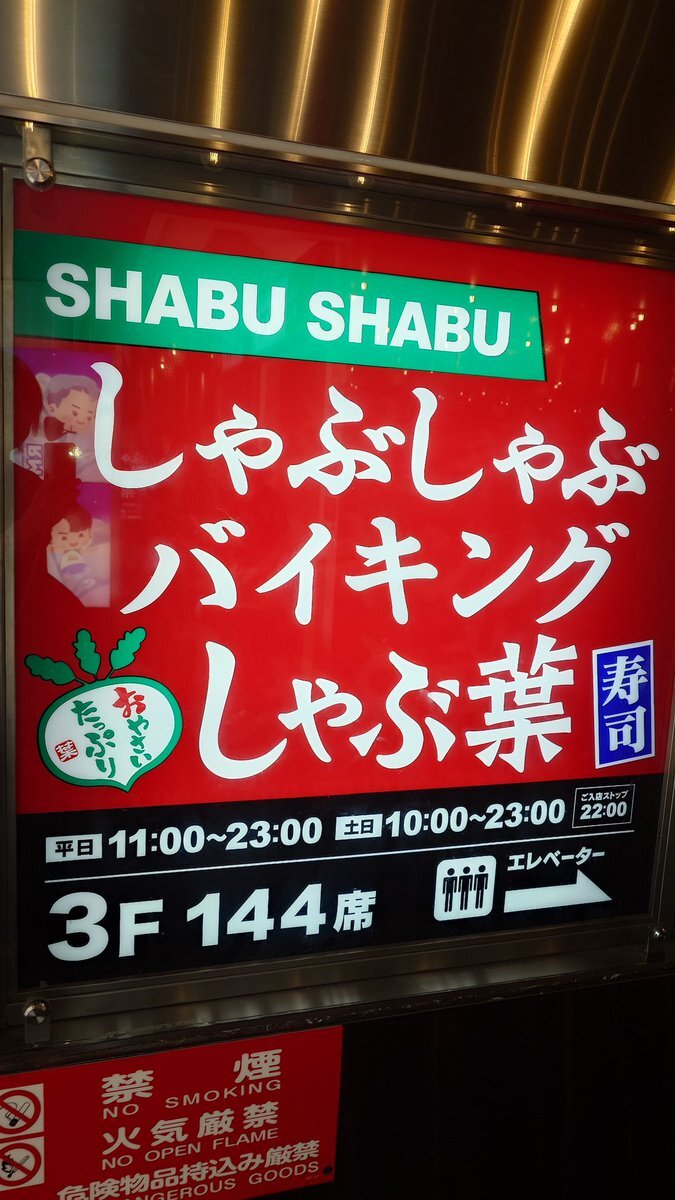 SHABU SHABU
しゃぶしゃぶ
バイキング
しゃぶ葉
寿司
おやさい
たっぷり
葉
平日 11:00~23:00 土日 10:00~23:00
ご入店ストップ
22:00
3F 144席
エレベーター
禁煙
NO SMOKING
火気厳禁
NO OPEN FLAME
危険物品持込み厳禁
DANGEROUS GOODS